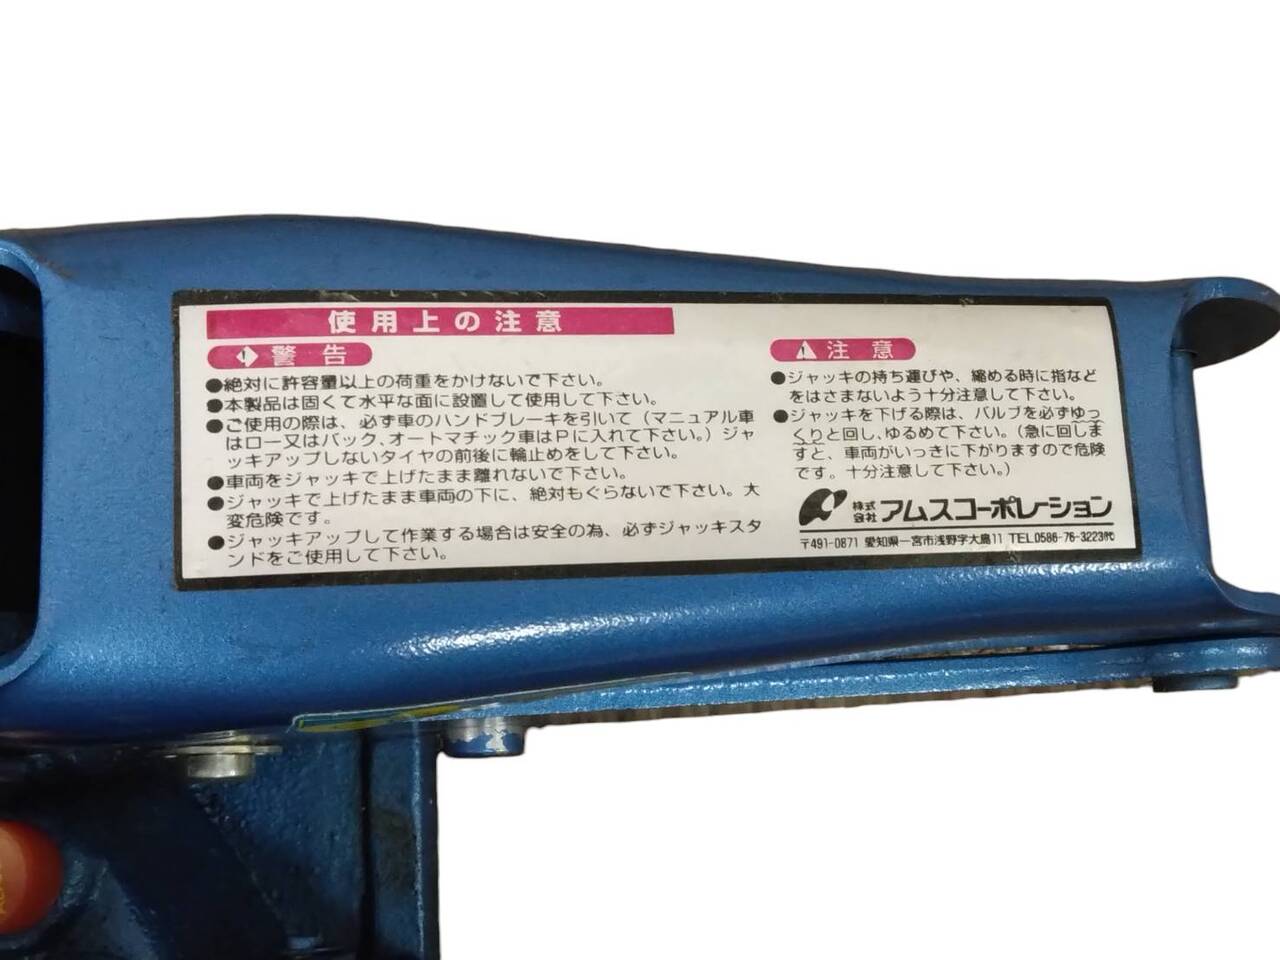 使用上の注意
警告
●絶対に許容量以上の荷重をかけないで下さい。
●本製品は固くて水平な面に設置して使用して下さい。
●ご使用の際は、必ず車のハンドブレーキを引いて(マニュアル車
はロー又はバック、オートマチック車はPに入れて下さい。)ジャ
ッキアップしないタイヤの前後に輪止めをして下さい。
●車両をジャッキで上げたまま離れないで下さい。
●ジャッキで上げたまま車両の下に、絶対もぐらないで下さい。大
変危険です。
●ジャッキアップして作業する場合は安全の為、必ずジャッキスタ
ンドをご使用して下さい。
注意
●ジャッキの持ち運びや、縮める時に指など
をはさまないよう十分注意して下さい。
●ジャッキを下げる際は、バルブを必ずゆっ
くりと回し、ゆるめて下さい。(急に回しま
すと、車両がいっきに下がりますので危険
です。十分注意して下さい。)
株式会社 アムスコーポレーション
〒491-0871 愛知県一宮市浅野字大島11 TEL0586-76-3223㈹